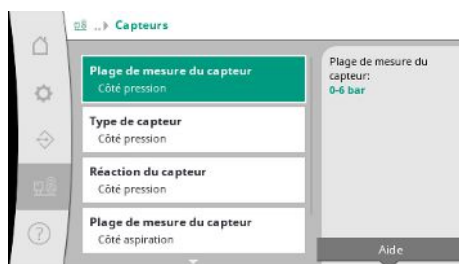 ..▸ Capteurs
Plage de mesure du capteur
Côté pression
Type de capteur
Côté pression
Réaction du capteur
Côté pression
Plage de mesure du capteur
Côté aspiration
Plage de mesure du
capteur:
0-6 bar
Aide
?